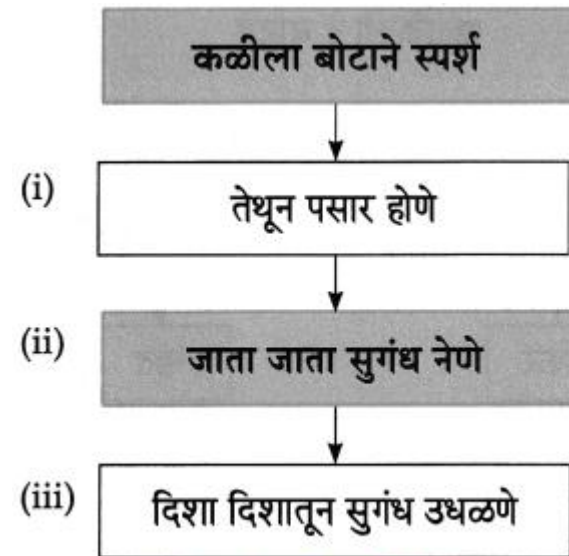 कळीला बोटाने स्पर्श
(i) तेथून पसार होणे
(ii) जाता जाता सुगंध नेणे
(iii) दिशा दिशातून सुगंध उधळणे